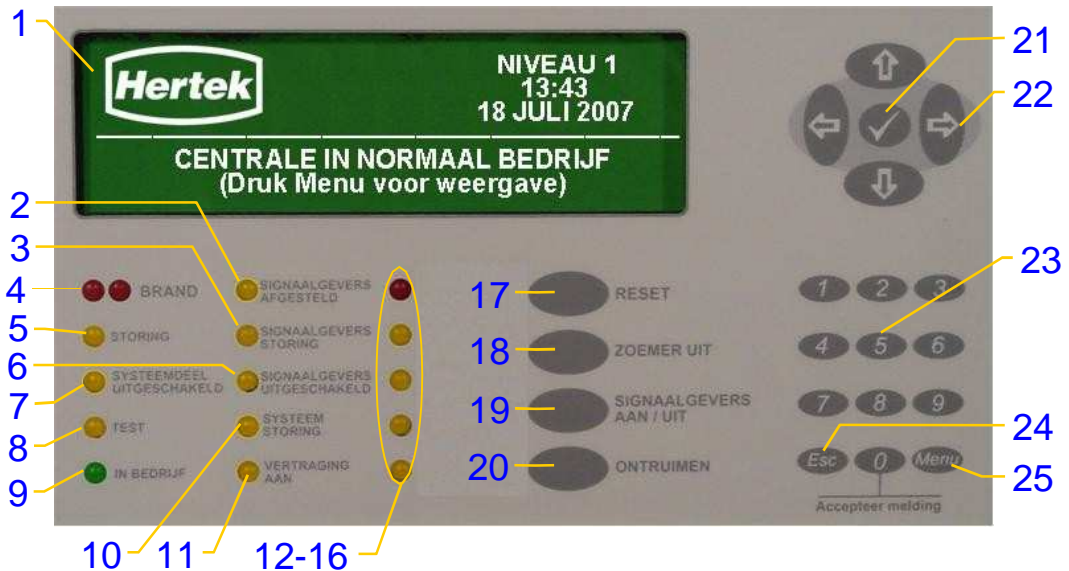 1
Hertek
NIVEAU 1
13:43
18 JULI 2007
CENTRALE IN NORMAAL BEDRIJF
(Druk Menu voor weergave)
21
22
2
3
4
BRAND
SIGNAALGEVERS
AFGESTELD
5
STORING
SIGNAALGEVERS
STORING
6
7
SYSTEEMDEEL
UITGESCHAKELD
SIGNAALGEVERS
UITGESCHAKELD
8
TEST
SYSTEEM
STORING
9
IN BEDRIJF
VERTRAGING
AAN
10
11
12-16
17
RESET
18
ZOEMER UIT
19
SIGNAALGEVERS
AAN / UIT
20
ONTRUIMEN
23
1 2 3
4 5 6
7 8 9
24
Esc 0 Menu
25
Accepteer melding